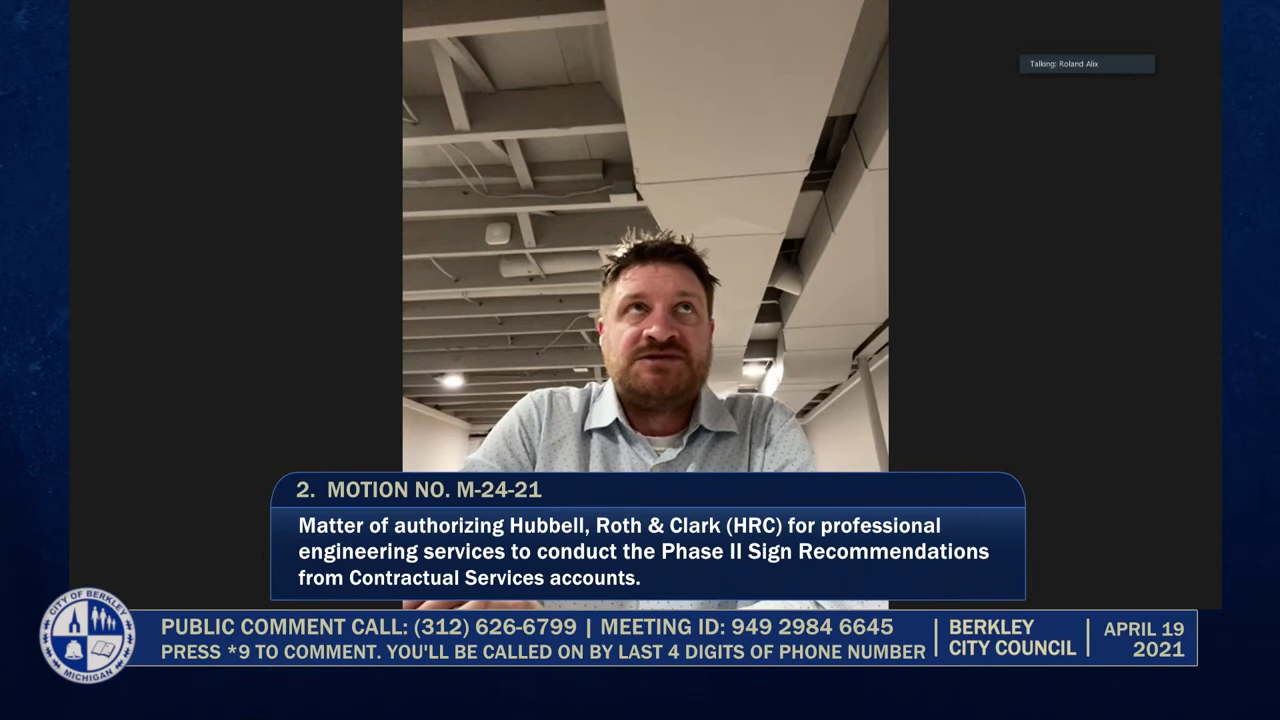 Talking: Roland Alix
2. MOTION NO. M-24-21
Matter of authorizing Hubbell, Roth & Clark (HRC) for professional
engineering services to conduct the Phase II Sign Recommendations
from Contractual Services accounts.
CITY OF BERKLEY
MICHIGAN
PUBLIC COMMENT CALL: (312) 626-6799 | MEETING ID: 949 2984 6645
PRESS *9 TO COMMENT. YOU'LL BE CALLED ON BY LAST 4 DIGITS OF PHONE NUMBER
BERKLEY
CITY COUNCIL
APRIL 19
2021